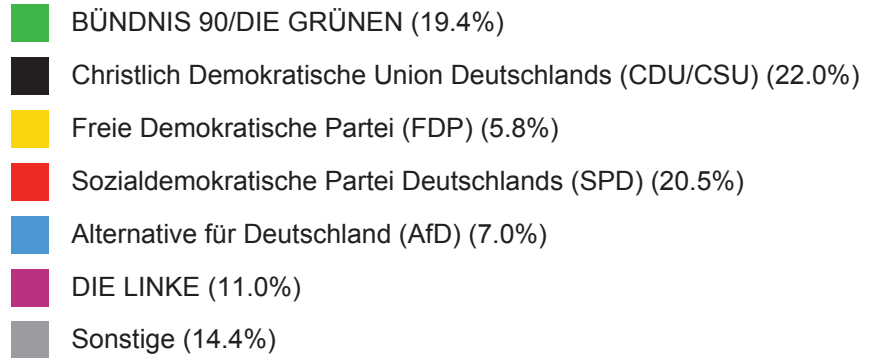 BÜNDNIS 90/DIE GRÜNEN (19.4%)
Christlich Demokratische Union Deutschlands (CDU/CSU) (22.0%)
Freie Demokratische Partei (FDP) (5.8%)
Sozialdemokratische Partei Deutschlands (SPD) (20.5%)
Alternative für Deutschland (AfD) (7.0%)
DIE LINKE (11.0%)
Sonstige (14.4%)